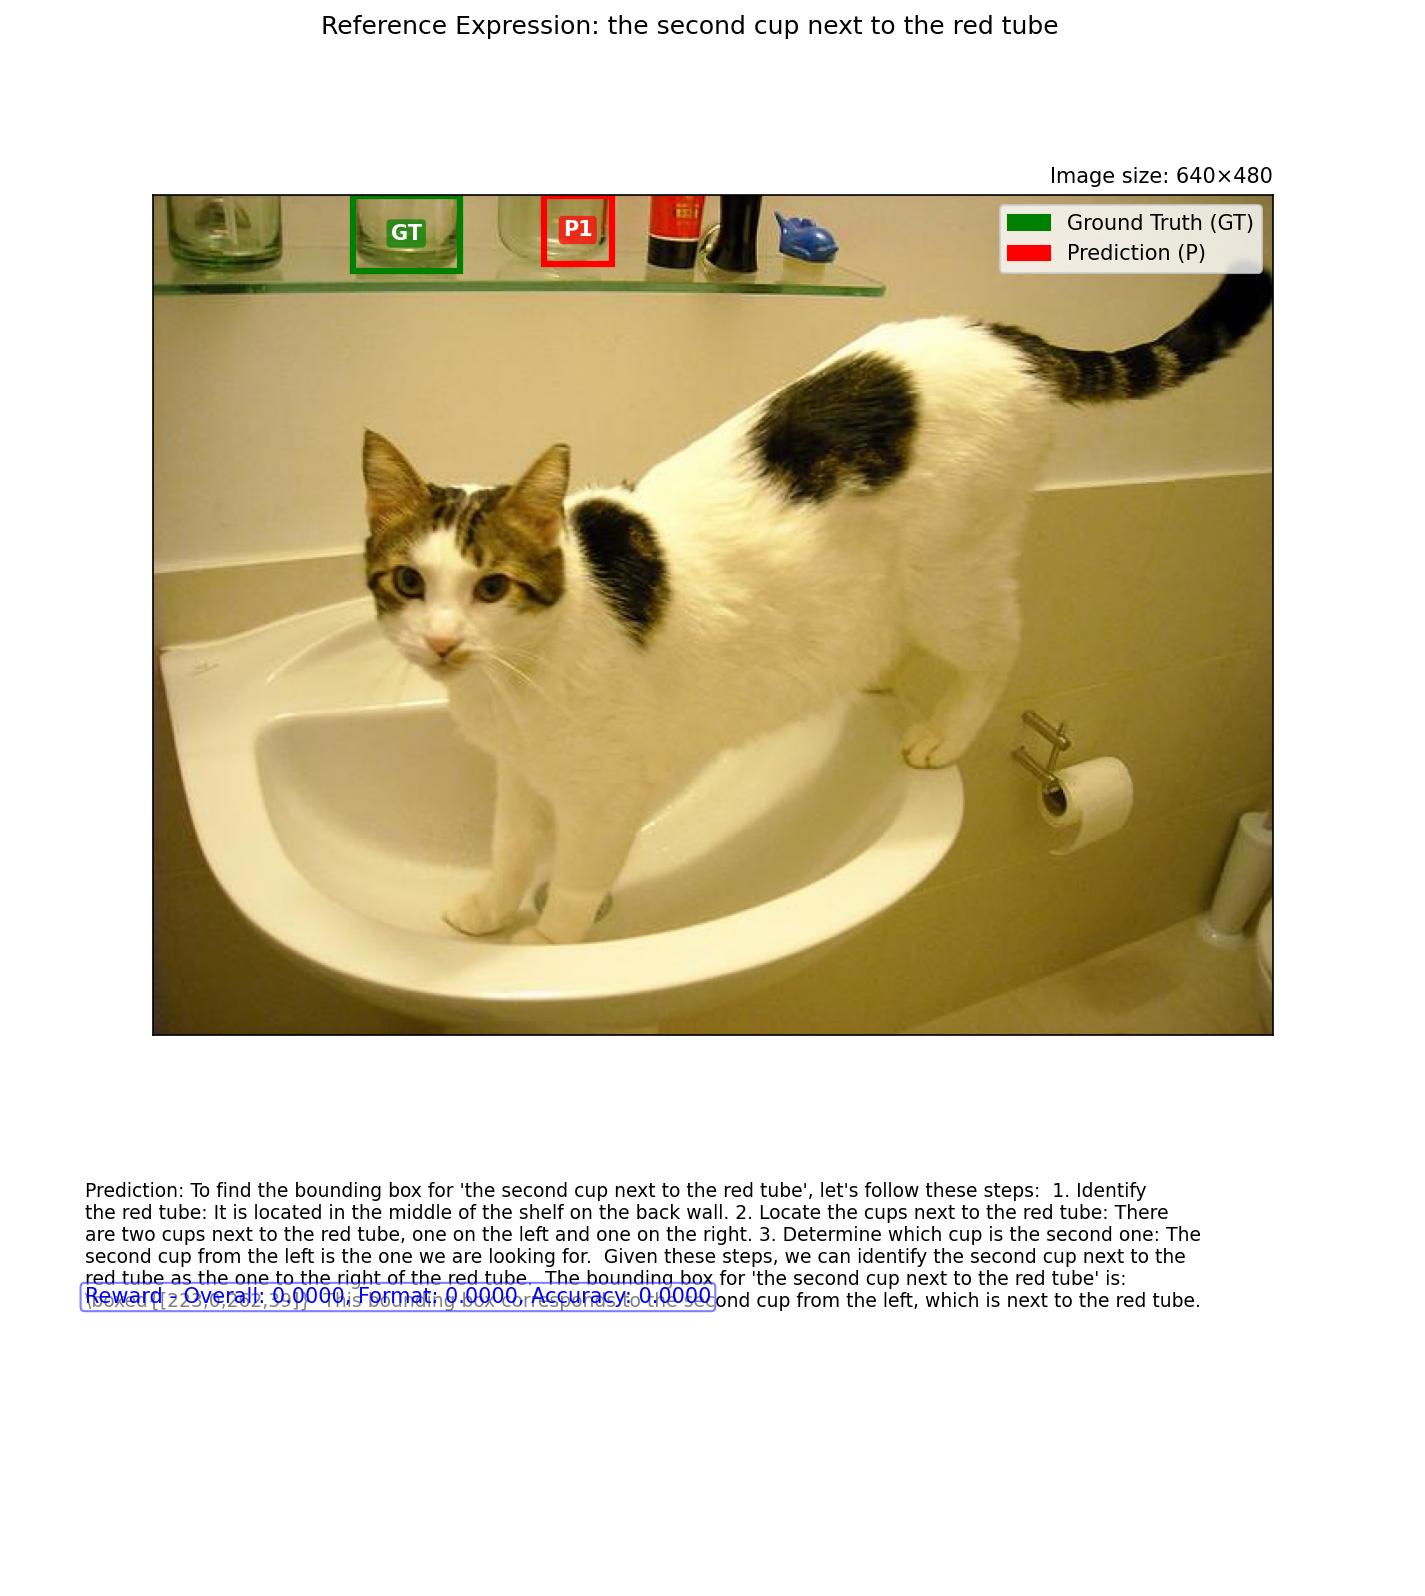 Reference Expression: the second cup next to the red tube
Image size: 640×480
Ground Truth (GT)
Prediction (P)
GT
P1
Prediction: To find the bounding box for 'the second cup next to the red tube', let's follow these steps:  1. Identify
the red tube: It is located in the middle of the shelf on the back wall. 2. Locate the cups next to the red tube: There
are two cups next to the red tube, one on the left and one on the right. 3. Determine which cup is the second one: The
second cup from the left is the one we are looking for.  Given these steps, we can identify the second cup next to the
red tube as the one to the right of the red tube.  The bounding box for 'the second cup next to the red tube' is:
\boxed{[[223,0,262,39]]}  This bounding box corresponds to the second cup from the left, which is next to the red tube.
Reward - Overall: 0.0000, Format: 0.0000, Accuracy: 0.0000